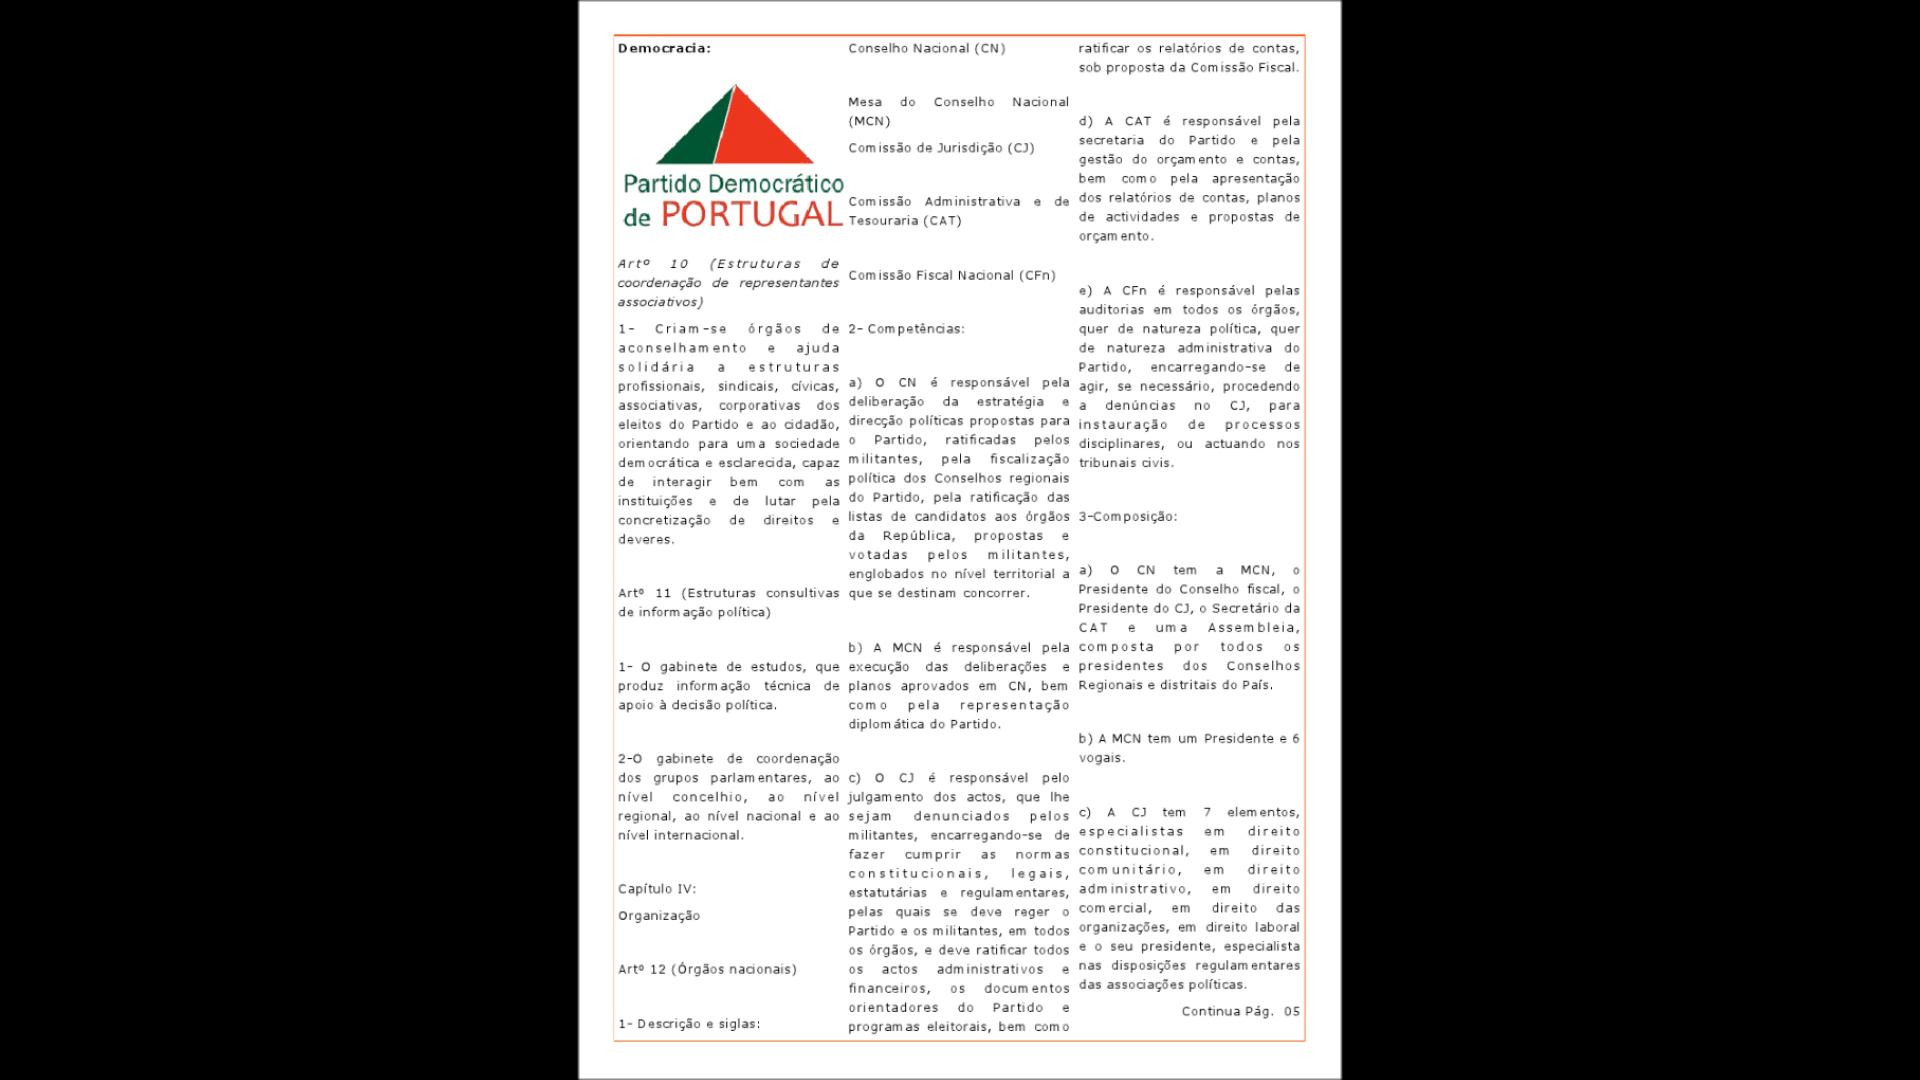 Democracia:
Partido Democrático
de PORTUGAL
Artº 10 (Estruturas de
coordenação de representantes
associativos)
1- Criam-se órgãos de
aconselhamento e ajuda
solidária a estruturas
profissionais, sindicais, cívicas,
associativas, corporativas dos
eleitos do Partido e ao cidadão,
orientando para uma sociedade
democrática e esclarecida, capaz
de interagir bem com as
instituições e de lutar pela
concretização de direitos e
deveres.
Artº 11 (Estruturas consultivas
de informação política)
1- O gabinete de estudos, que
produz informação técnica de
apoio à decisão política.
2-O gabinete de coordenação
dos grupos parlamentares, ao
nível concelhio, ao nível
regional, ao nível nacional e ao
nível internacional.
Capítulo IV:
Organização
Artº 12 (Órgãos nacionais)
1- Descrição e siglas:
Conselho Nacional (CN)
Mesa do Conselho Nacional
(MCN)
Comissão de Jurisdição (CJ)
Comissão Administrativa e de
Tesouraria (CAT)
Comissão Fiscal Nacional (CFn)
2- Competências:
a) O CN é responsável pela
deliberação da estratégia e
direcção políticas propostas para
o Partido, ratificadas pelos
militantes, pela fiscalização
política dos Conselhos regionais
do Partido, pela ratificação das
listas de candidatos aos órgãos
da República, propostas e
votadas pelos militantes,
englobados no nível territorial a
que se destinam concorrer.
b) A MCN é responsável pela
execução das deliberações e
planos aprovados em CN, bem
como pela representação
diplomática do Partido.
c) O CJ é responsável pelo
julgamento dos actos, que lhe
sejam denunciados pelos
militantes, encarregando-se de
fazer cumprir as normas
constitucionais, legais,
estatutárias e regulamentares,
pelas quais se deve reger o
Partido e os militantes, em todos
os órgãos, e deve ratificar todos
os actos administrativos e
financeiros, os documentos
orientadores do Partido e
programas eleitorais, bem como
ratificar os relatórios de contas,
sob proposta da Comissão Fiscal.
d) A CAT é responsável pela
secretaria do Partido e pela
gestão do orçamento e contas,
bem como pela apresentação
dos relatórios de contas, planos
de actividades e propostas de
orçamento.
e) A CFn é responsável pelas
auditorias em todos os órgãos,
quer de natureza política, quer
de natureza administrativa do
Partido, encarregando-se de
agir, se necessário, procedendo
a denúncias no CJ, para
instauração de processos
disciplinares, ou actuando nos
tribunais civis.
3-Composição:
a) O CN tem a MCN, o
Presidente do Conselho fiscal, o
Presidente do CJ, o Secretário da
CAT e uma Assembleia,
composta por todos os
presidentes dos Conselhos
Regionais e distritais do País.
b) A MCN tem um Presidente e 6
vogais.
c) A CJ tem 7 elementos,
especialistas em direito
constitucional, em direito
comunitário, em direito
administrativo, em direito
comercial, em direito das
organizações, em direito laboral
e o seu presidente, especialista
nas disposições regulamentares
das associações políticas.
Continua Pág. 05